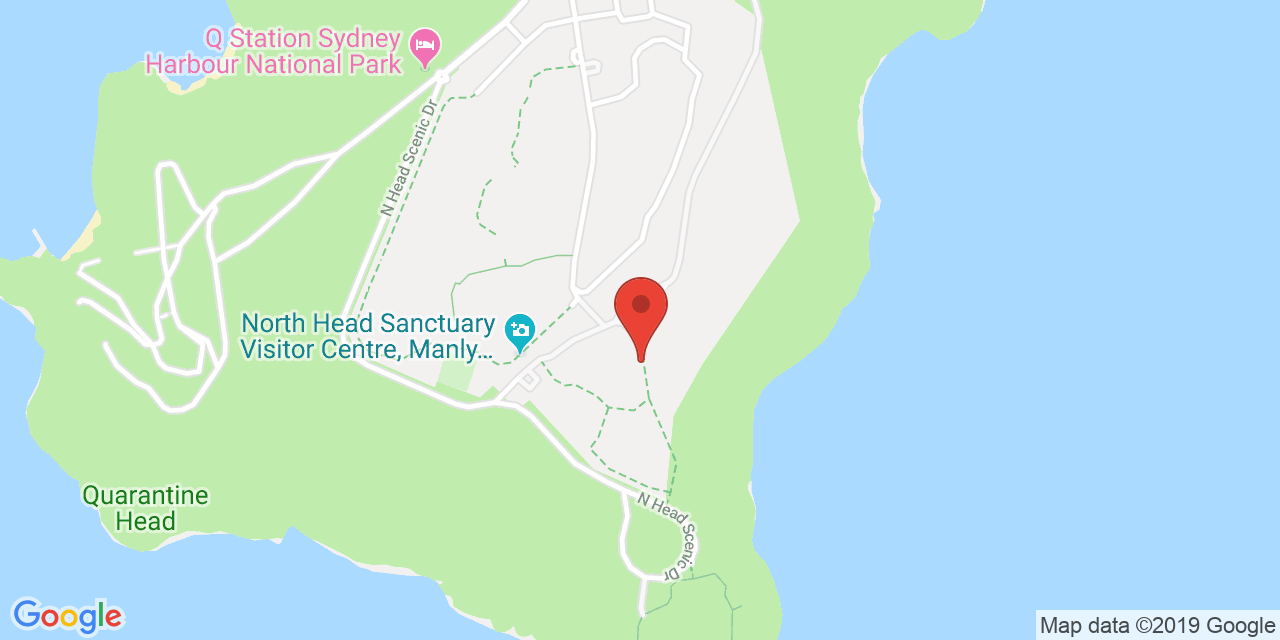 Q Station Sydney
Harbour National Park
N Head Scenic Dr
North Head Sanctuary
Visitor Centre, Manly...
Quarantine
Head
N Head Scenic Dr
Google
Map data ©2019 Google